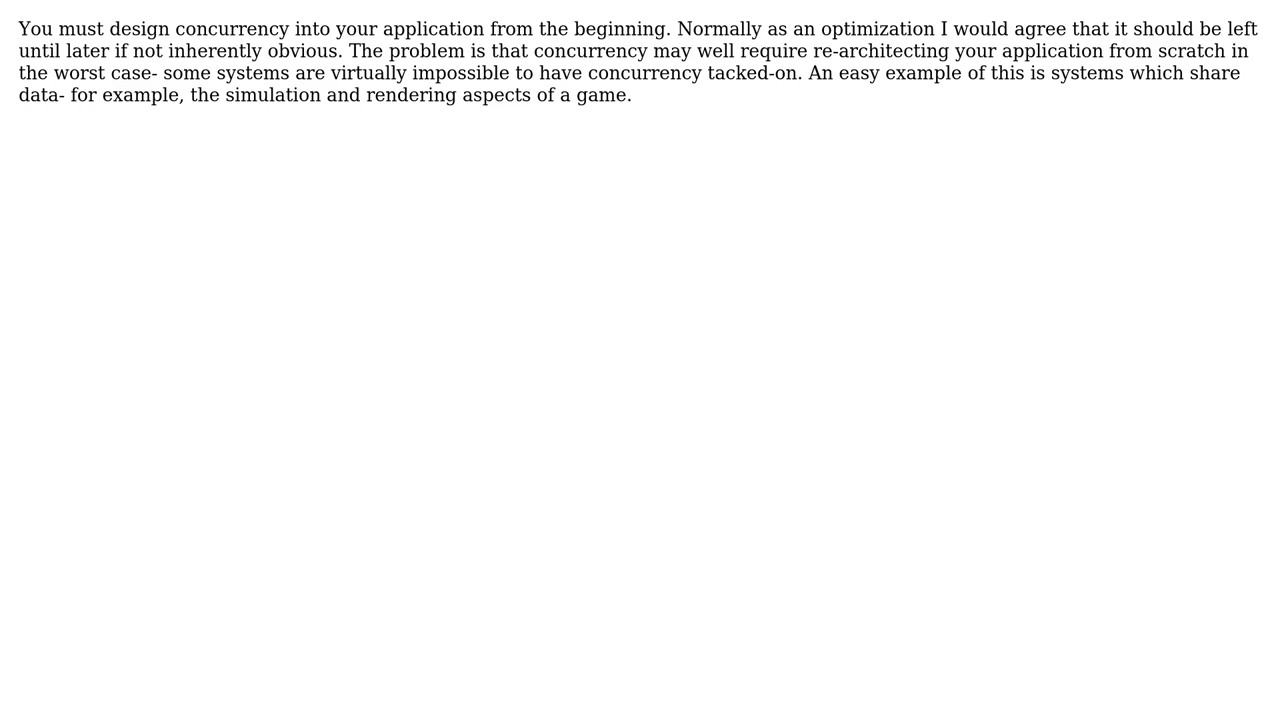 You must design concurrency into your application from the beginning. Normally as an optimization I would agree that it should be left
until later if not inherently obvious. The problem is that concurrency may well require re-architecting your application from scratch in
the worst case- some systems are virtually impossible to have concurrency tacked-on. An easy example of this is systems which share
data- for example, the simulation and rendering aspects of a game.